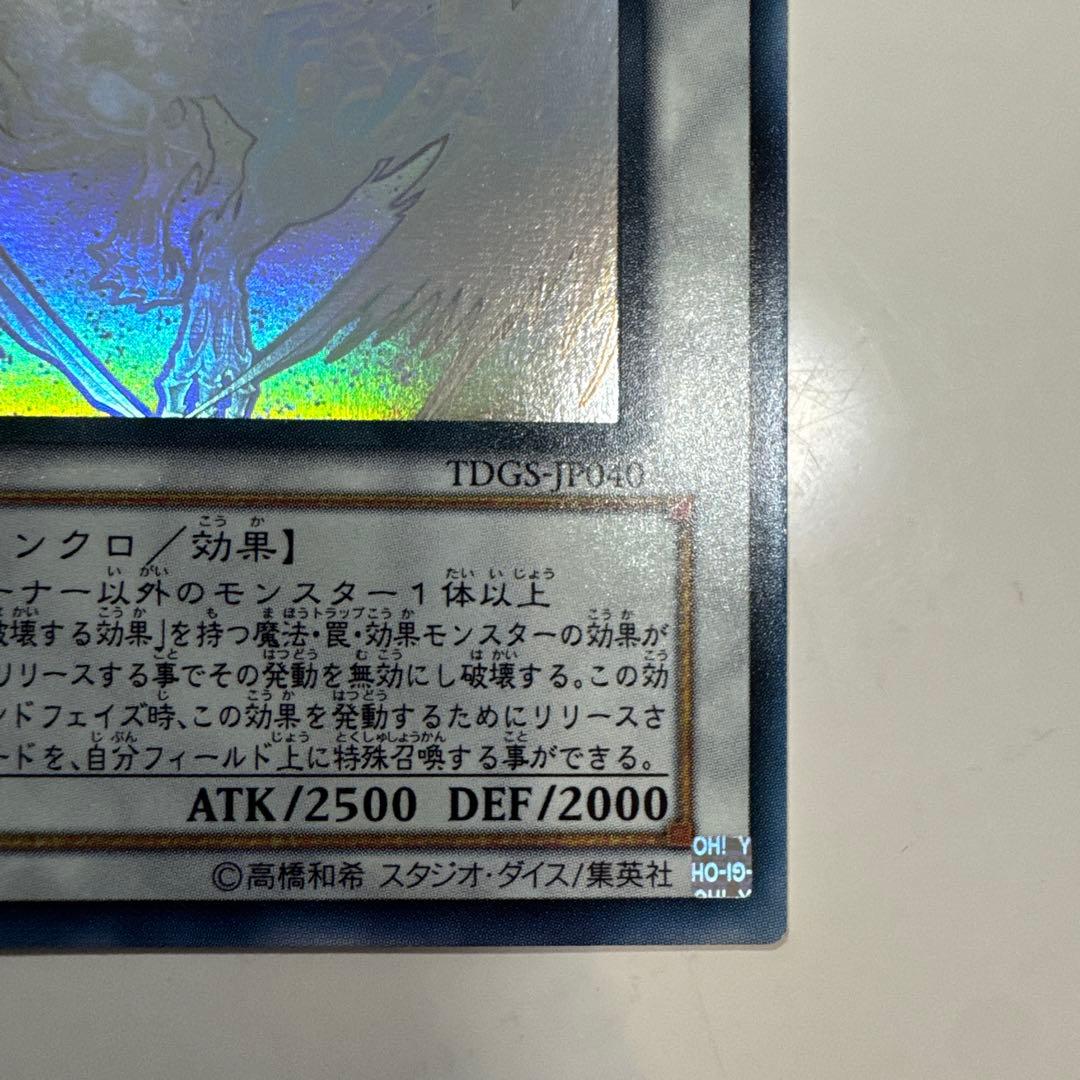 TDGS-JP040
ンクロ／効果】
ーナー以外のモンスター１体以上
破壊する効果」を持つ魔法・罠・効果モンスターの効果が
リリースする事でその発動を無効にし破壊する。この効
ンドフェイズ時、この効果を発動するためにリリースさ
ードを、自分フィールド上に特殊召喚する事ができる。
ATK/2500 DEF/2000
©高橋和希 スタジオ・ダイス/集英社